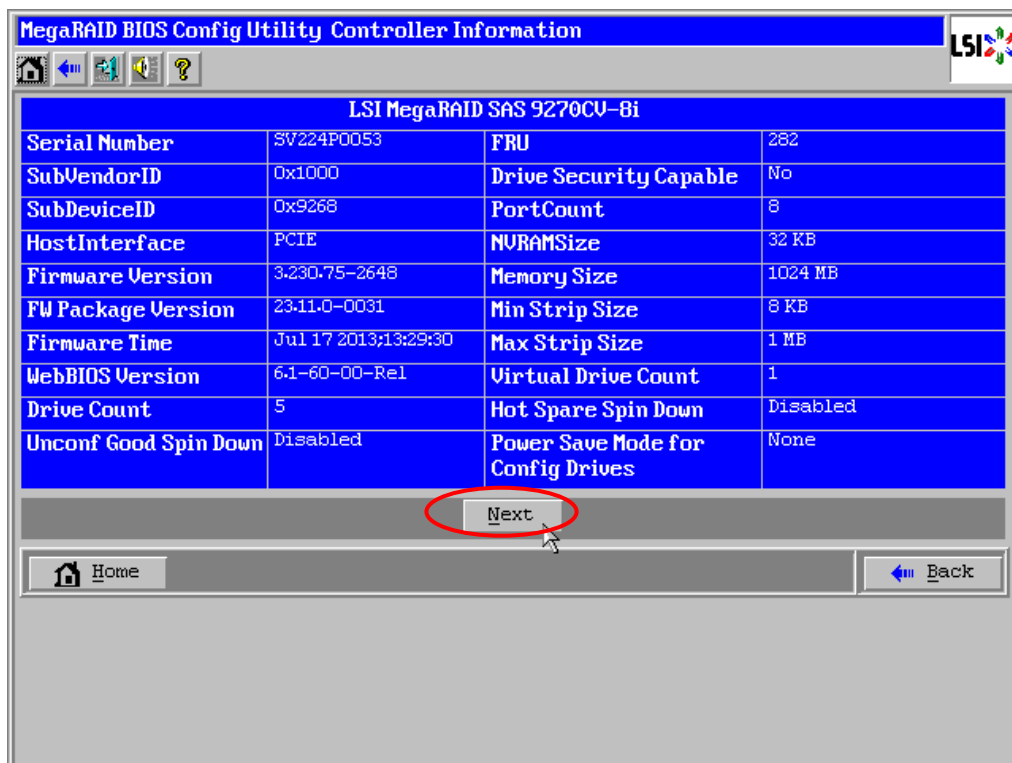 MegaRAID BIOS Config Utility Controller Information
LSI
LSI MegaRAID SAS 9270CV-8i
Serial Number SV224P0053 FRU 282
SubVendorID 0x1000 Drive Security Capable No
SubDeviceID 0x9268 PortCount 8
HostInterface PCIE NVRAMSize 32 KB
Firmware Version 3.230.75-2648 Memory Size 1024 MB
FW Package Version 23.11.0-0031 Min Strip Size 8 KB
Firmware Time Jul 17 2013;13:29:30 Max Strip Size 1 MB
WebBIOS Version 6.1-60-00-Rel Virtual Drive Count 1
Drive Count 5 Hot Spare Spin Down Disabled
Unconf Good Spin Down Disabled Power Save Mode for None
Config Drives
Next
Home Back